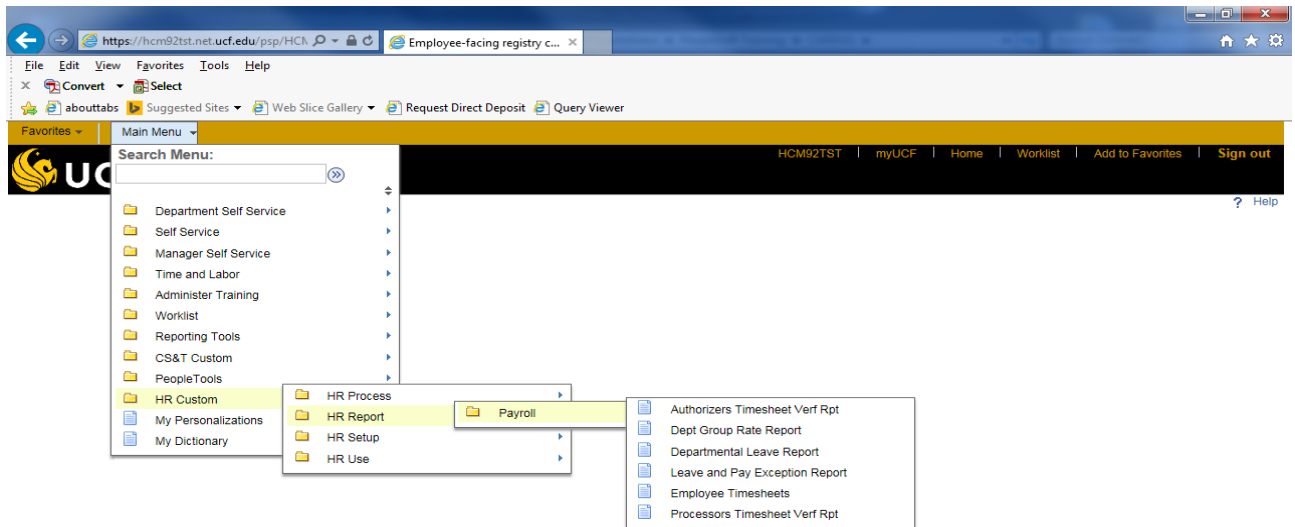 https://hcm92tst.net.ucf.edu/psp/HCM Employee-facing registry c... ×
File Edit View Favorites Tools Help
x Convert Select
abouttabs Suggested Sites Web Slice Gallery Request Direct Deposit Query Viewer
Favorites Main Menu
HCM92TST | myUCF | Home | Worklist | Add to Favorites | Sign out
UC
? Help
Search Menu:
Department Self Service
Self Service
Manager Self Service
Time and Labor
Administer Training
Worklist
Reporting Tools
CS&T Custom
PeopleTools
HR Custom
My Personalizations
My Dictionary
HR Process
HR Report
HR Setup
HR Use
Payroll
Authorizers Timesheet Verf Rpt
Dept Group Rate Report
Departmental Leave Report
Leave and Pay Exception Report
Employee Timesheets
Processors Timesheet Verf Rpt